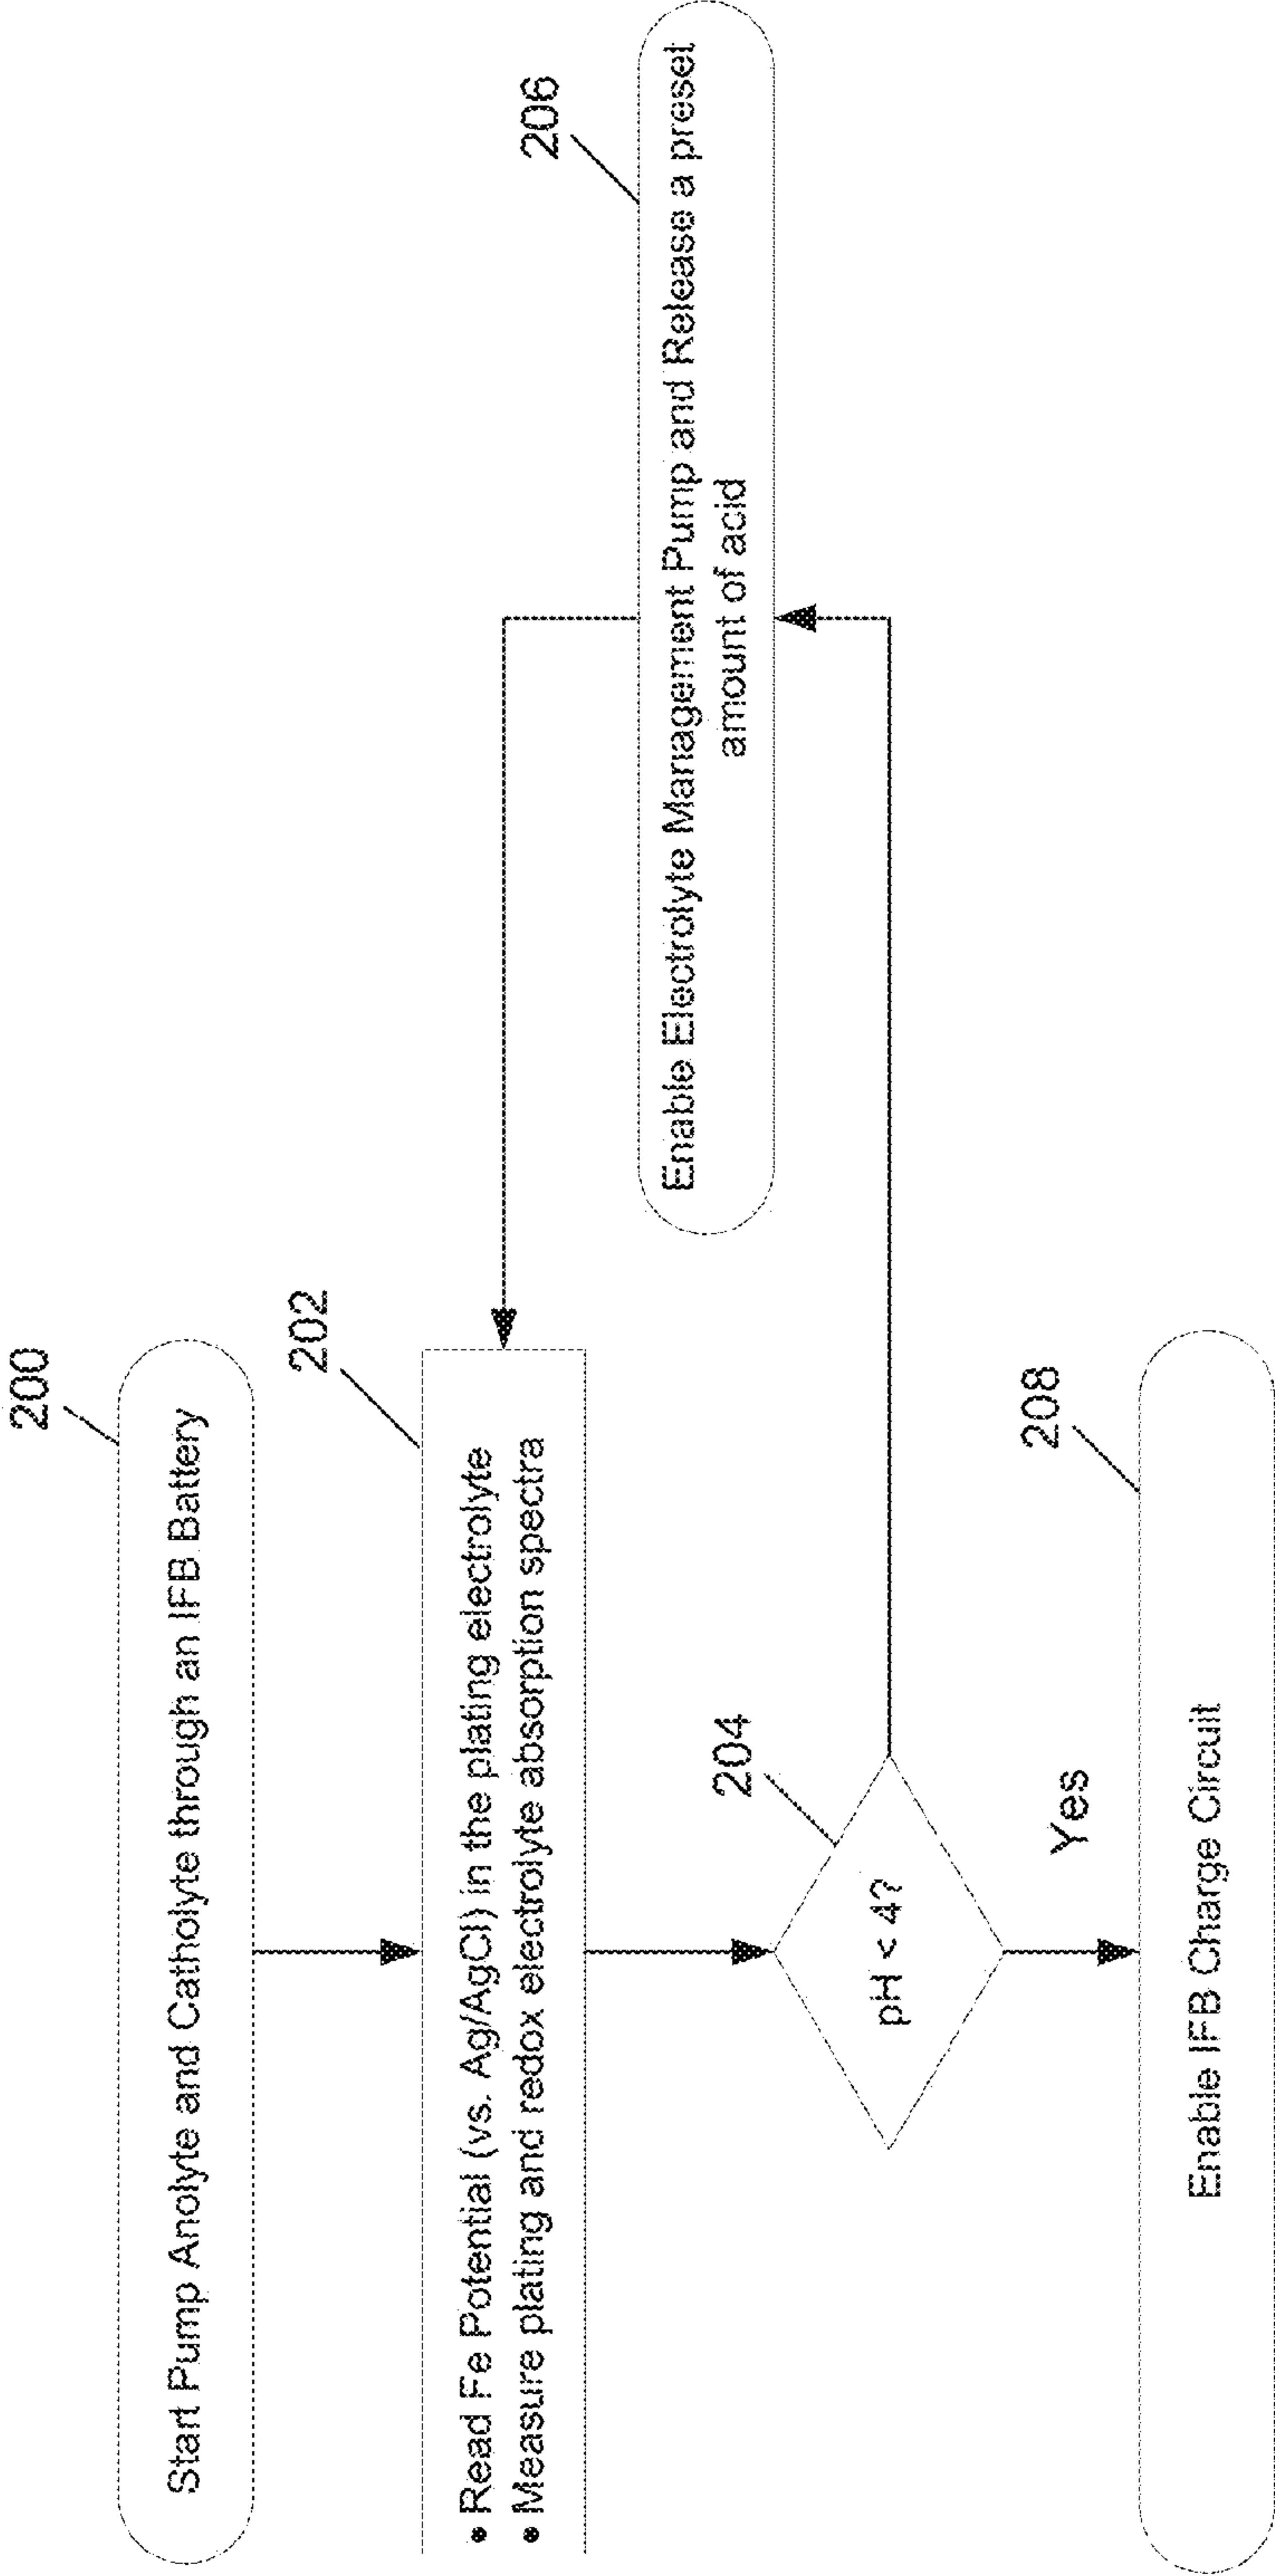 200
Start Pump Anolyte and Catholyte through an IFB Battery
202
• Read Fe Potential (vs. Ag/AgCl) in the plating electrolyte
• Measure plating and redox electrolyte absorption spectra
204
pH < 4?
206
Enable Electrolyte Management Pump and Release a preset
amount of acid
Yes
208
Enable IFB Charge Circuit